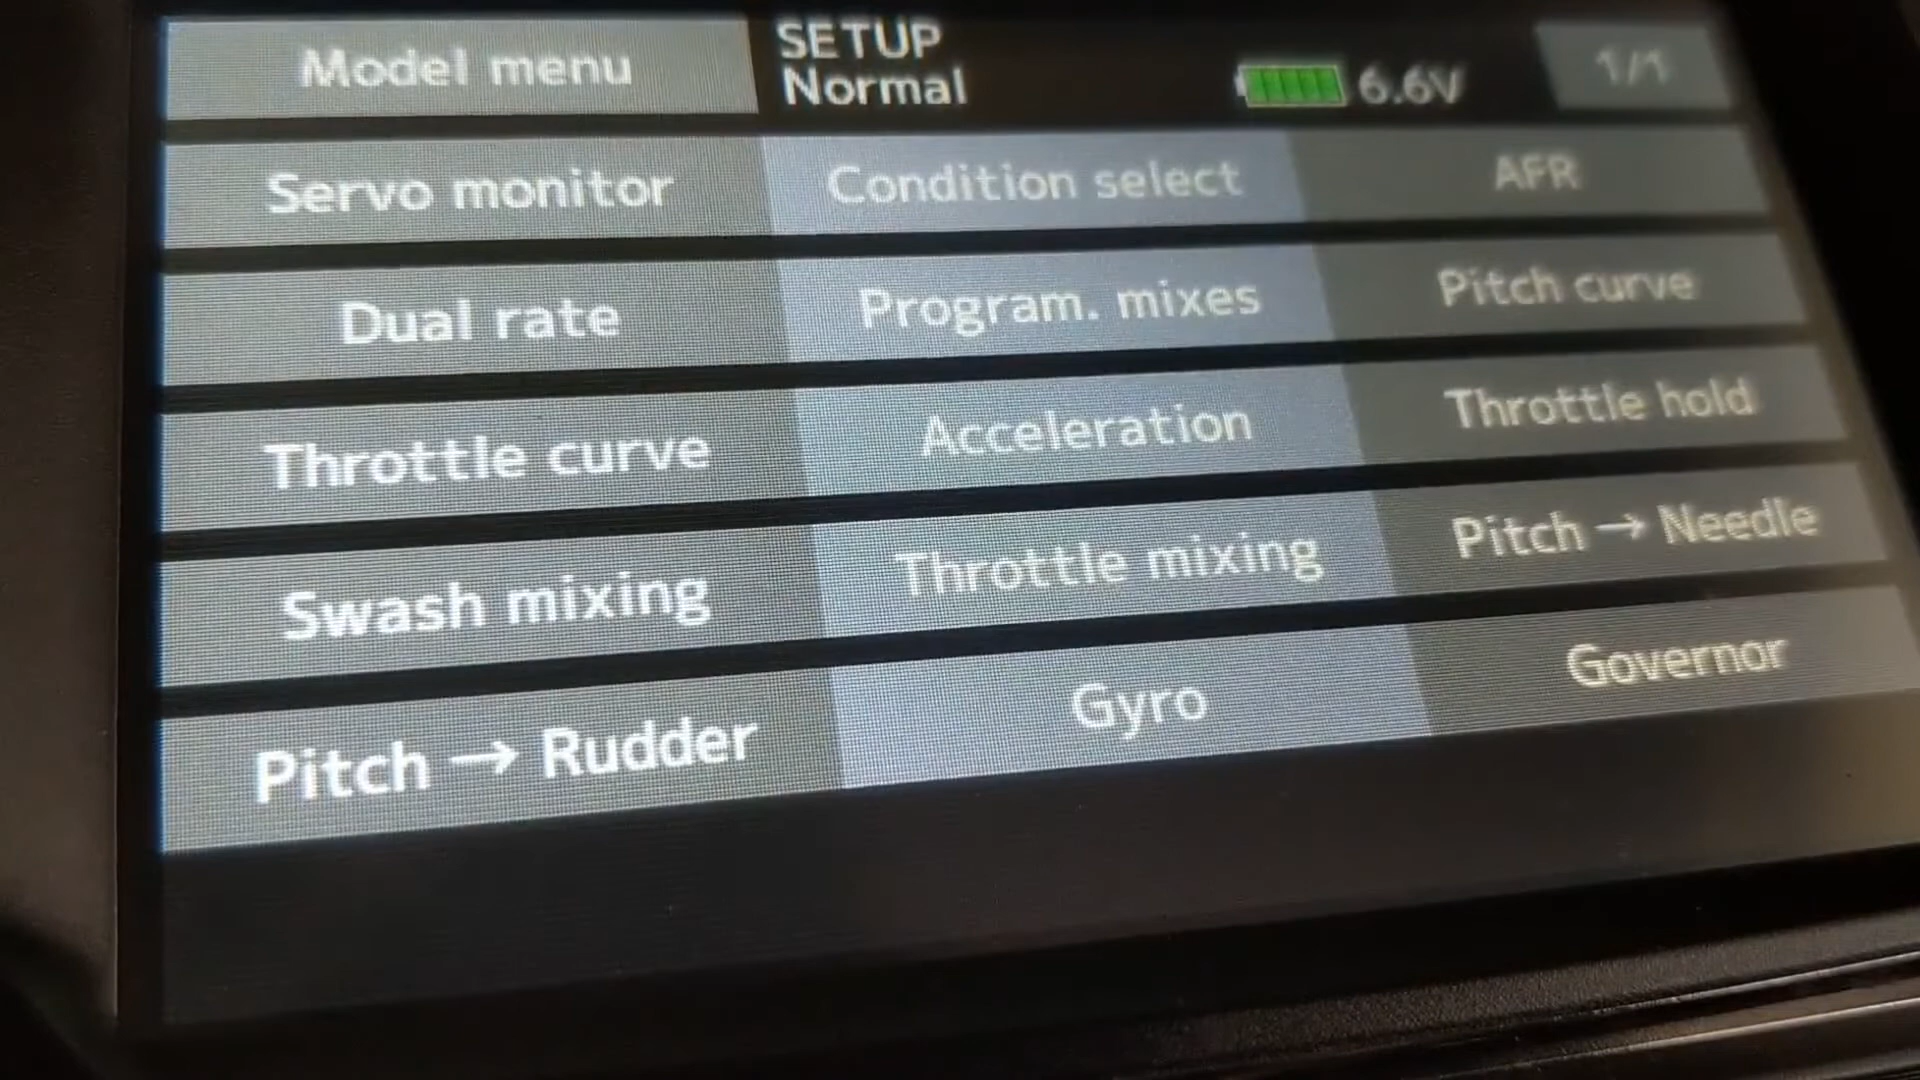 Model menu
SETUP
Normal
6.6V
1/1
Servo monitor
Condition select
AFR
Dual rate
Program. mixes
Pitch curve
Throttle curve
Acceleration
Throttle hold
Swash mixing
Throttle mixing
Pitch → Needle
Pitch → Rudder
Gyro
Governor